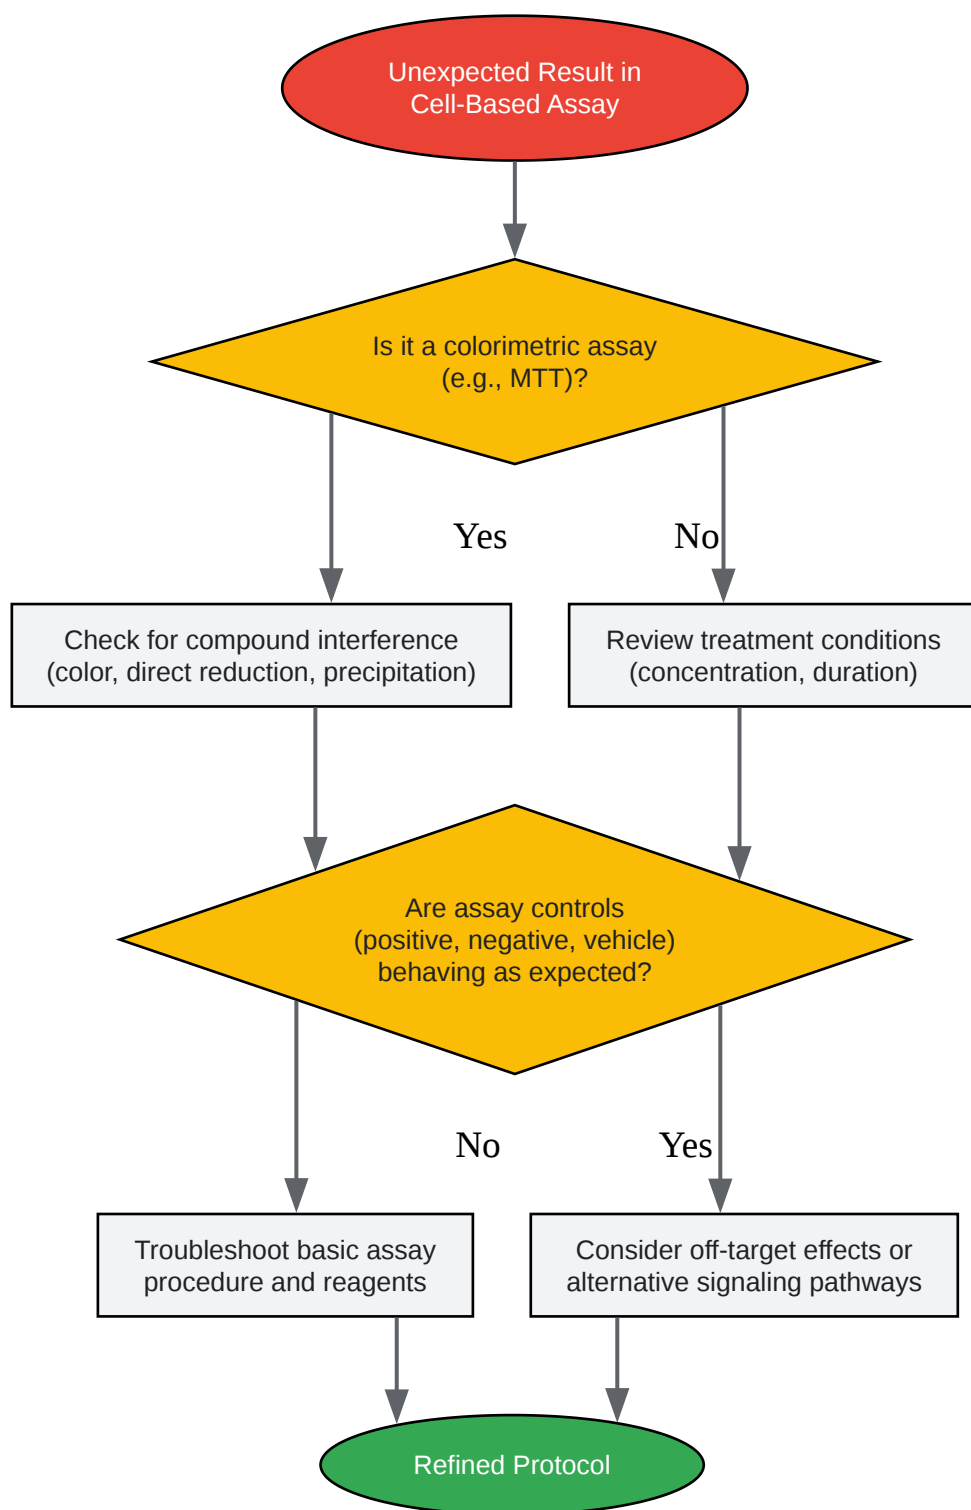 Unexpected Result in
Cell-Based Assay
Is it a colorimetric assay
(e.g., MTT)?
Yes
No
Check for compound interference
(color, direct reduction, precipitation)
Review treatment conditions
(concentration, duration)
Are assay controls
(positive, negative, vehicle)
behaving as expected?
No
Yes
Troubleshoot basic assay
procedure and reagents
Consider off-target effects or
alternative signaling pathways
Refined Protocol